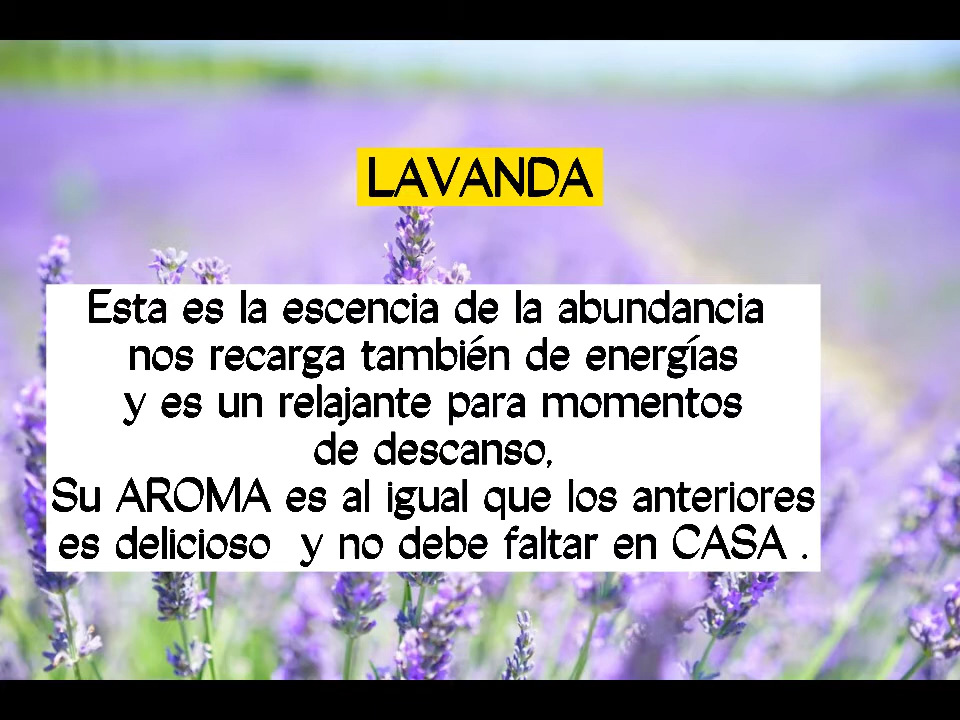 LAVANDA
Esta es la escencia de la abundancia
nos recarga también de energías
y es un relajante para momentos
de descanso,
Su AROMA es al igual que los anteriores
es delicioso y no debe faltar en CASA .